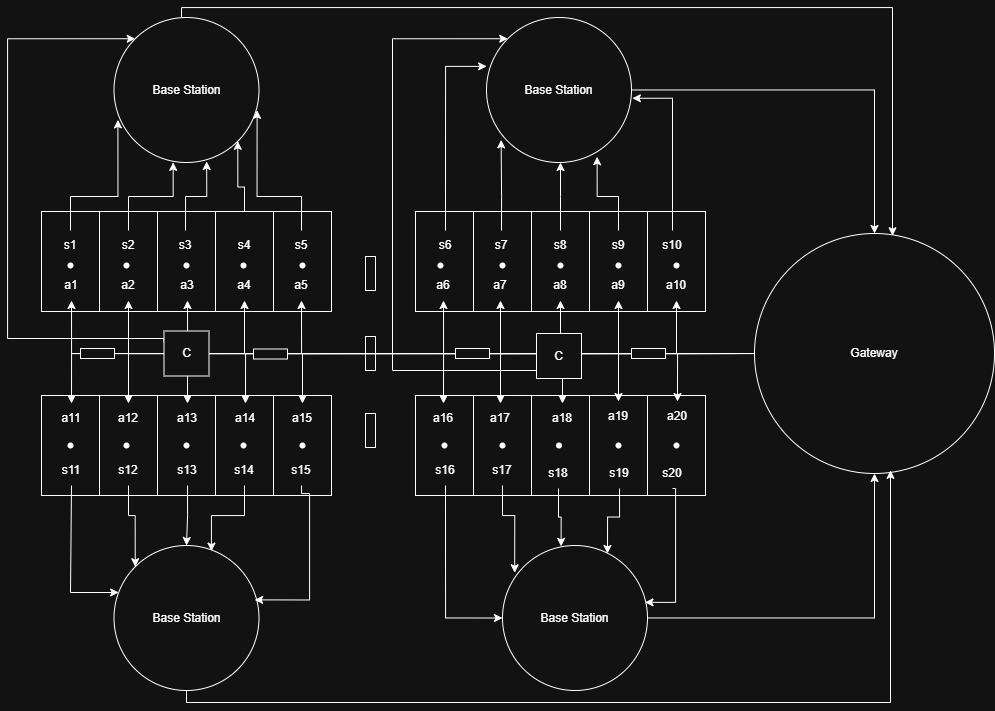 Base Station
Base Station
s1 s2 s3 s4 s5
a1 a2 a3 a4 a5
s6 s7 s8 s9 s10
a6 a7 a8 a9 a10
C
C
Gateway
a11 a12 a13 a14 a15
s11 s12 s13 s14 s15
a16 a17 a18 a19 a20
s16 s17 s18 s19 s20
Base Station
Base Station